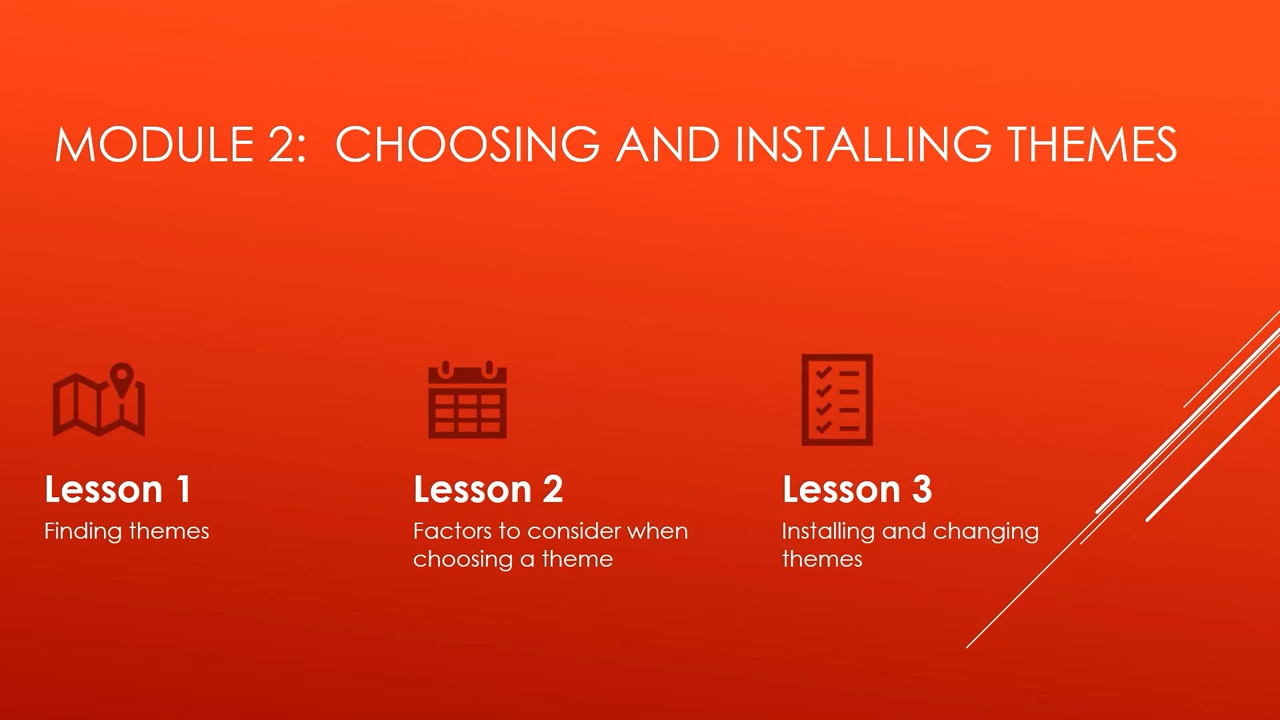 MODULE 2: CHOOSING AND INSTALLING THEMES
Lesson 1
Finding themes
Lesson 2
Factors to consider when
choosing a theme
Lesson 3
Installing and changing
themes